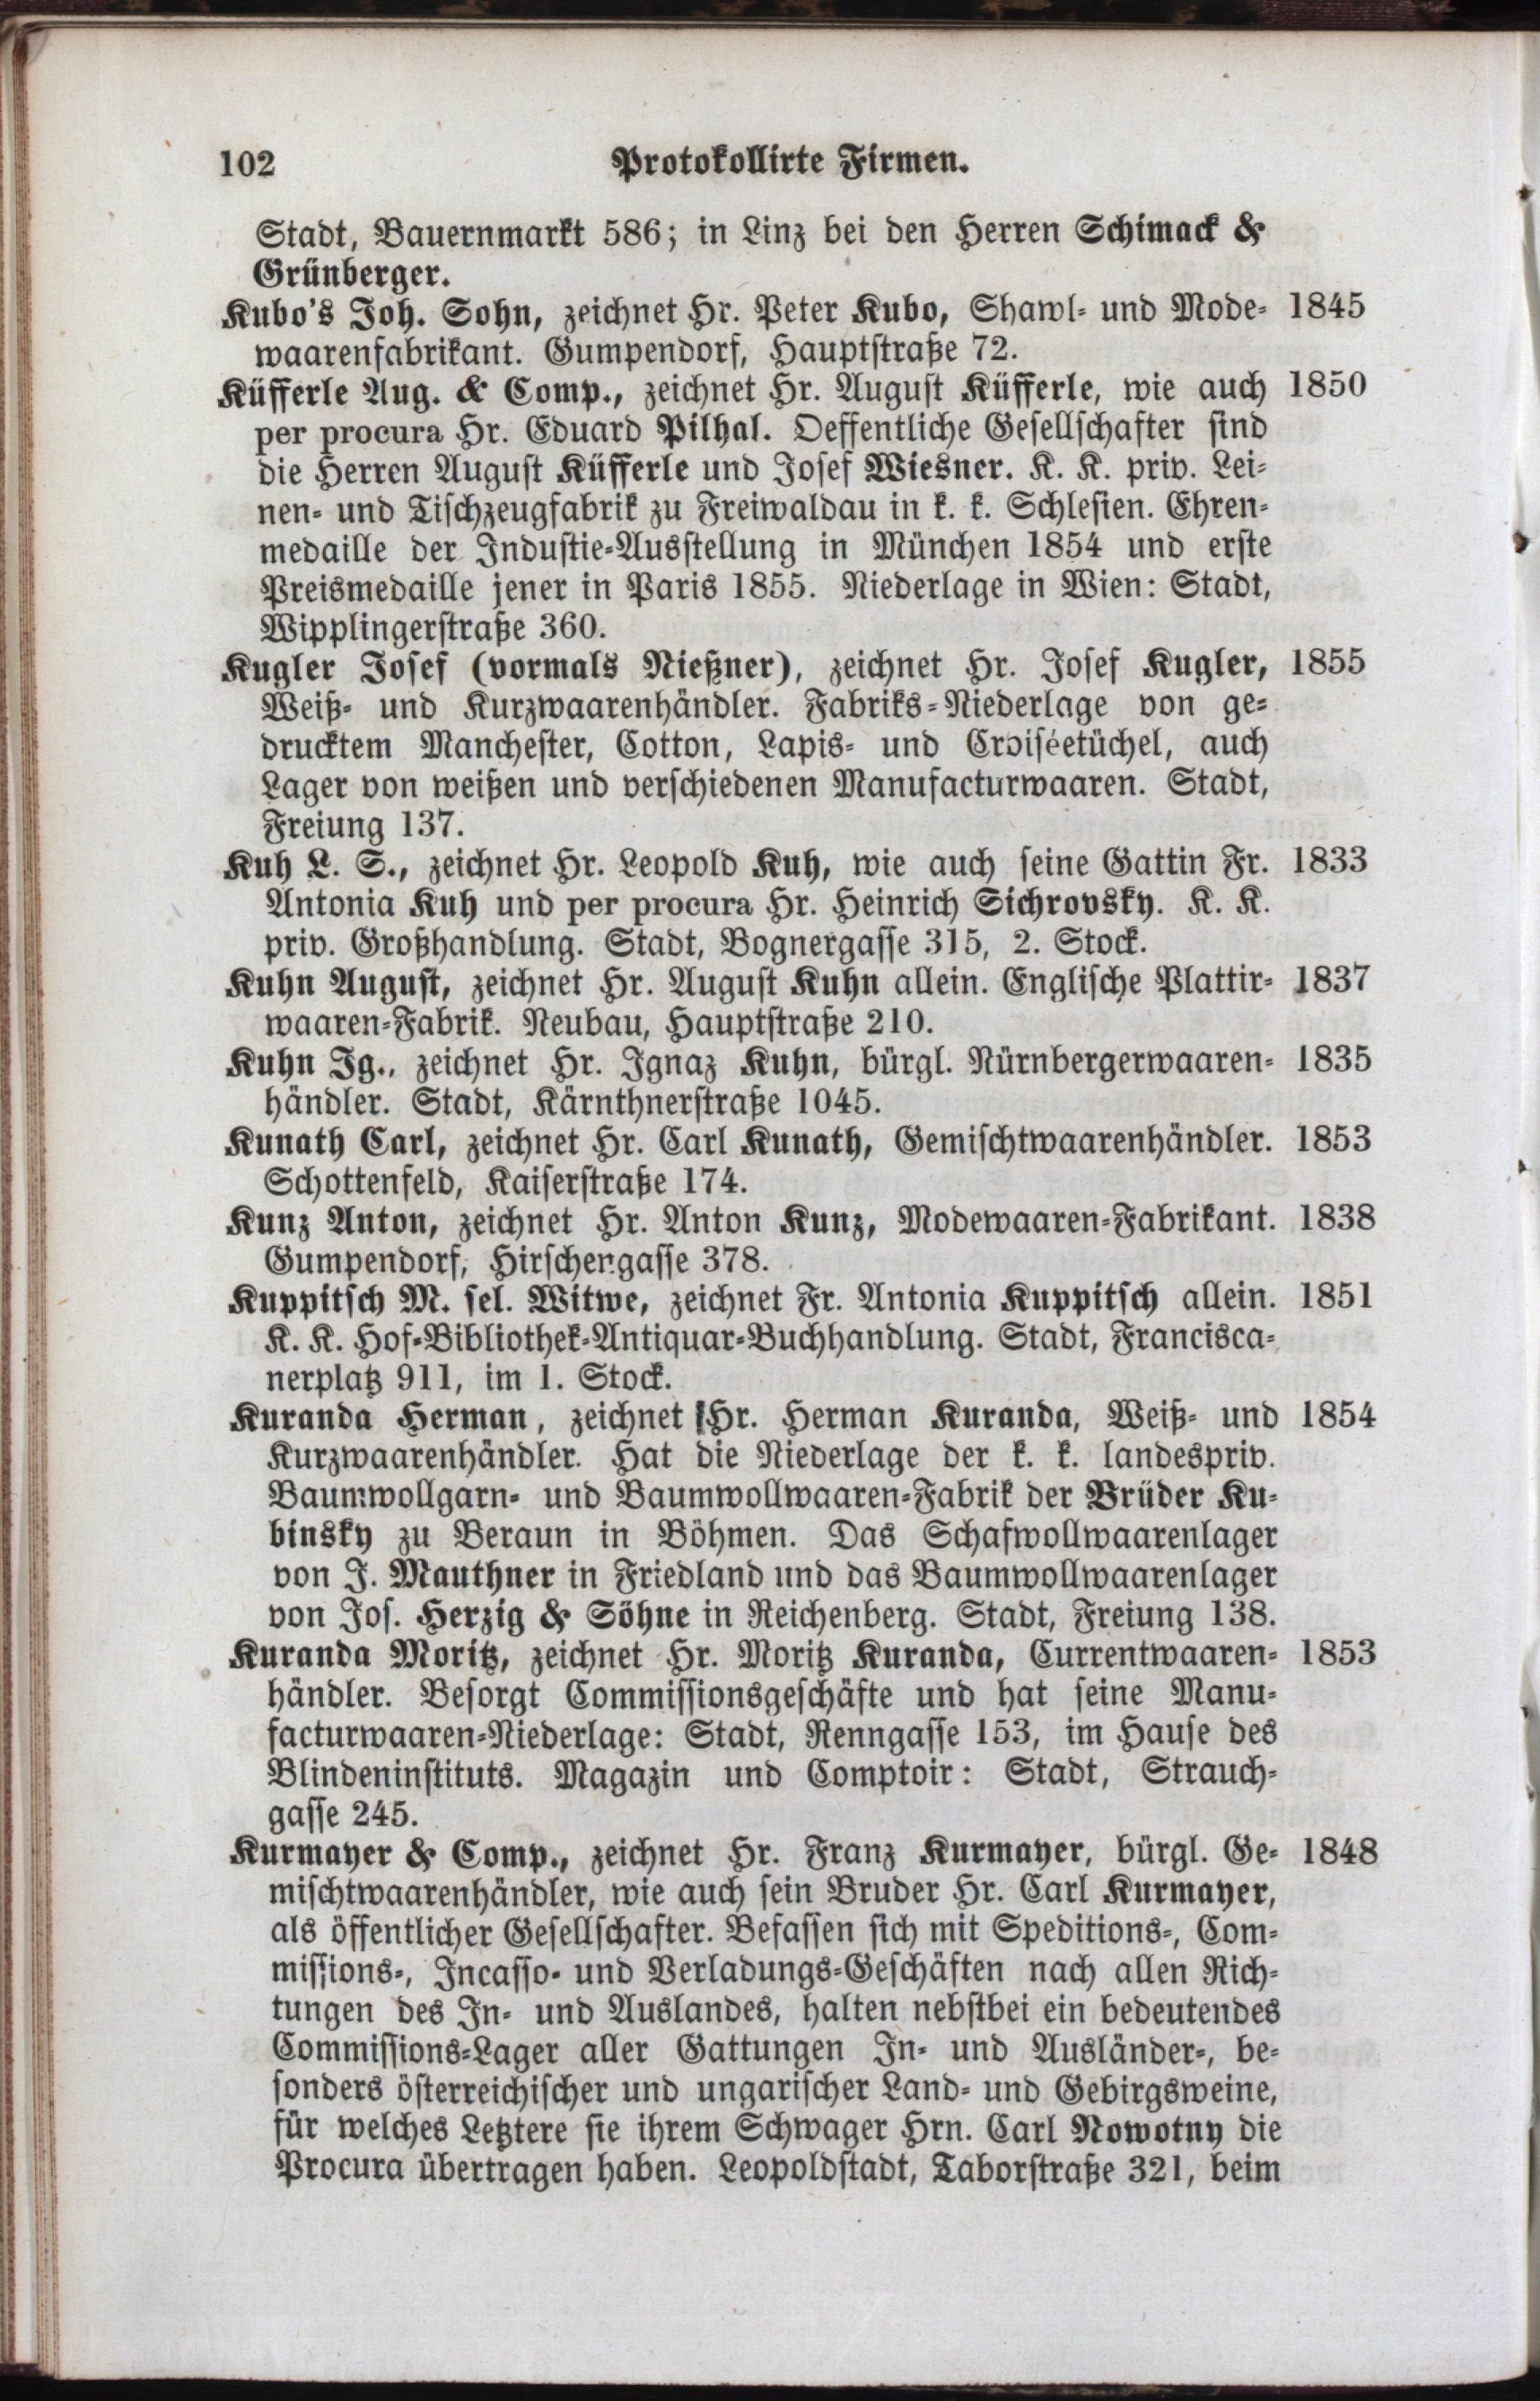 102 Protokollirte Firmen.
Stadt, Bauernmarkt 586; in Linz bei den Herren Schimack &
Grünberger.
Kubo's Joh. Sohn, zeichnet Hr. Peter Kubo, Shawl- und Mode- 1845
waarenfabrikant. Gumpendorf, Hauptstraße 72.
Küfferle Aug. & Comp., zeichnet Hr. August Küfferle, wie auch 1850
per procura Hr. Eduard Pilhal. Oeffentliche Gesellschafter sind
die Herren August Küfferle und Josef Wiesner. K. K. priv. Lei-
nen- und Tischzeugfabrik zu Freiwaldau in k. k. Schlesien. Ehren-
medaille der Industie-Ausstellung in München 1854 und erste
Preismedaille jener in Paris 1855. Niederlage in Wien: Stadt,
Wipplingerstraße 360.
Kugler Josef (vormals Nießner), zeichnet Hr. Josef Kugler, 1855
Weiß- und Kurzwaarenhändler. Fabriks-Niederlage von ge-
drucktem Manchester, Cotton, Lapis- und Croiséetüchel, auch
Lager von weißen und verschiedenen Manufacturwaaren. Stadt,
Freiung 137.
Kuh L. S., zeichnet Hr. Leopold Kuh, wie auch seine Gattin Fr. 1833
Antonia Kuh und per procura Hr. Heinrich Sichrovsky. K. K.
priv. Großhandlung. Stadt, Bognergasse 315, 2. Stock.
Kuhn August, zeichnet Hr. August Kuhn allein. Englische Plattir- 1837
waaren-Fabrik. Neubau, Hauptstraße 210.
Kuhn Ig., zeichnet Hr. Ignaz Kuhn, bürgl. Nürnbergerwaaren- 1835
händler. Stadt, Kärnthnerstraße 1045.
Kunath Carl, zeichnet Hr. Carl Kunath, Gemischtwaarenhändler. 1853
Schottenfeld, Kaiserstraße 174.
Kunz Anton, zeichnet Hr. Anton Kunz, Modewaaren-Fabrikant. 1838
Gumpendorf, Hirschengasse 378.
Kuppitsch M. sel. Witwe, zeichnet Fr. Antonia Kuppitsch allein. 1851
K. K. Hof-Bibliothek-Antiquar-Buchhandlung. Stadt, Francisca-
nerplatz 911, im 1. Stock.
Kuranda Herman, zeichnet Hr. Herman Kuranda, Weiß- und 1854
Kurzwaarenhändler. Hat die Niederlage der k. k. landespriv.
Baumwollgarn- und Baumwollwaaren-Fabrik der Brüder Ku-
binsky zu Beraun in Böhmen. Das Schafwollwaarenlager
von J. Mauthner in Friedland und das Baumwollwaarenlager
von Jos. Herzig & Söhne in Reichenberg. Stadt, Freiung 138.
Kuranda Moritz, zeichnet Hr. Moritz Kuranda, Currentwaaren- 1853
händler. Besorgt Commissionsgeschäfte und hat seine Manu-
facturwaaren-Niederlage: Stadt, Renngasse 153, im Hause des
Blindeninstituts. Magazin und Comptoir: Stadt, Strauch-
gasse 245.
Kurmayer & Comp., zeichnet Hr. Franz Kurmayer, bürgl. Ge- 1848
mischtwaarenhändler, wie auch sein Bruder Hr. Carl Kurmayer,
als öffentlicher Gesellschafter. Befassen sich mit Speditions-, Com-
missions-, Incasso- und Verladungs-Geschäften nach allen Rich-
tungen des In- und Auslandes, halten nebstbei ein bedeutendes
Commissions-Lager aller Gattungen In- und Ausländer-, be-
sonders österreichischer und ungarischer Land- und Gebirgsweine,
für welches Letztere sie ihrem Schwager Hrn. Carl Nowotny die
Procura übertragen haben. Leopoldstadt, Taborstraße 321, beim